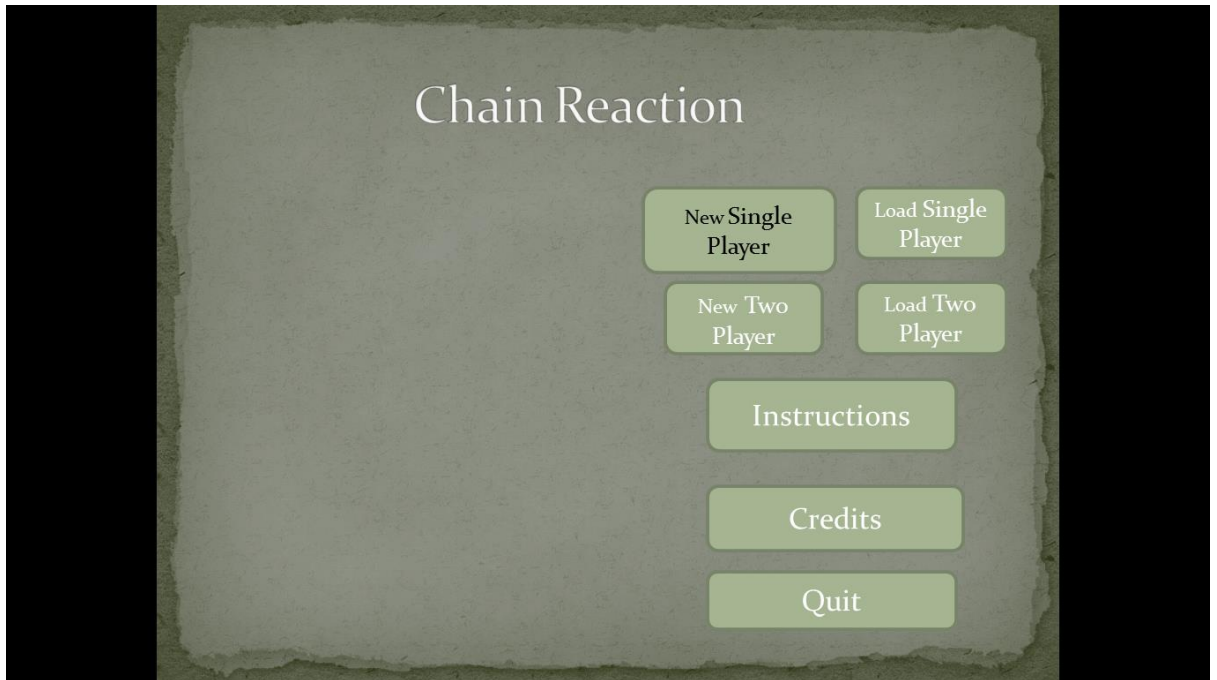 Chain Reaction
New Single
Player
Load Single
Player
New Two
Player
Load Two
Player
Instructions
Credits
Quit